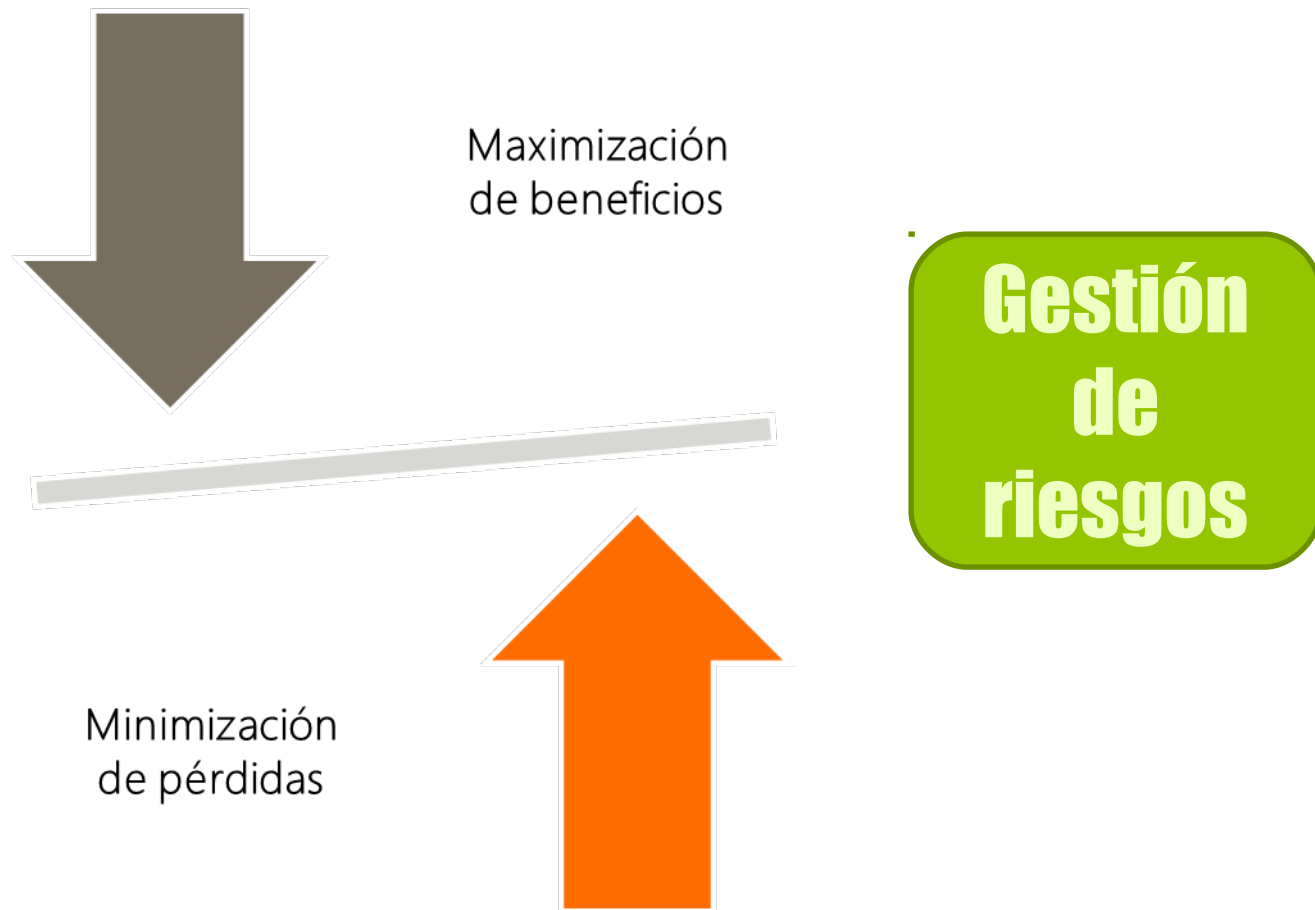 Maximización
de beneficios
Gestión
de
riesgos
Minimización
de pérdidas